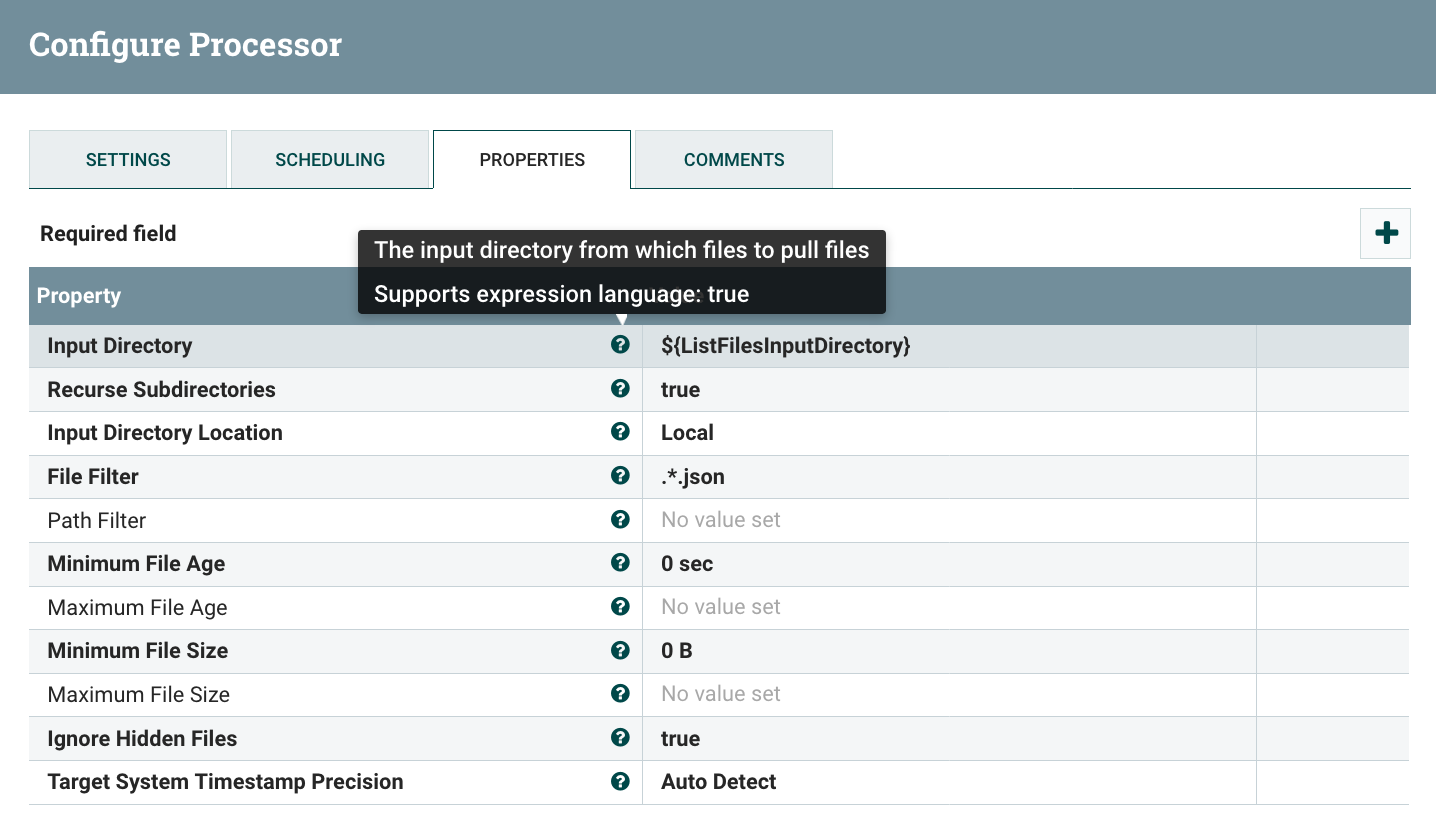 Configure Processor
SETTINGS SCHEDULING PROPERTIES COMMENTS
Required field
The input directory from which files to pull files
Supports expression language: true
Property
Input Directory ${ListFilesInputDirectory}
Recurse Subdirectories true
Input Directory Location Local
File Filter .*.json
Path Filter No value set
Minimum File Age 0 sec
Maximum File Age No value set
Minimum File Size 0 B
Maximum File Size No value set
Ignore Hidden Files true
Target System Timestamp Precision Auto Detect